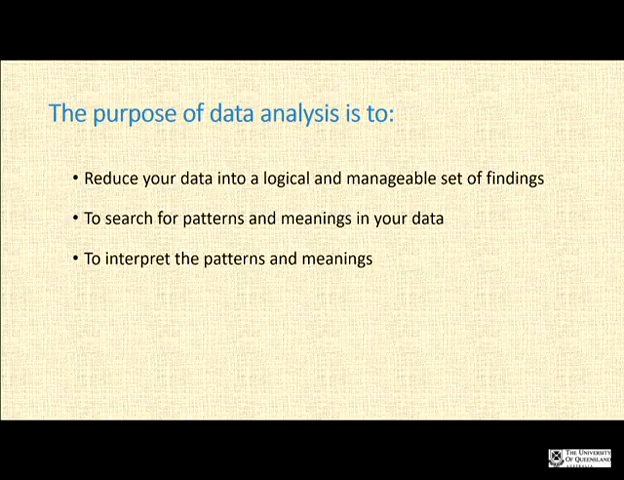 The purpose of data analysis is to:
• Reduce your data into a logical and manageable set of findings
• To search for patterns and meanings in your data
• To interpret the patterns and meanings
THE UNIVERSITY
OF QUEENSLAND
AUSTRALIA